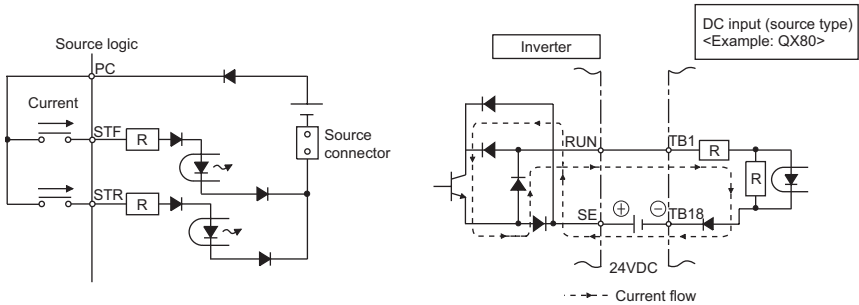 Source logic
PC
Current
STF
R
STR
R
Source
connector
Inverter
DC input (source type)
<Example: QX80>
RUN
TB1
R
R
SE
+
−
TB18
24VDC
Current flow